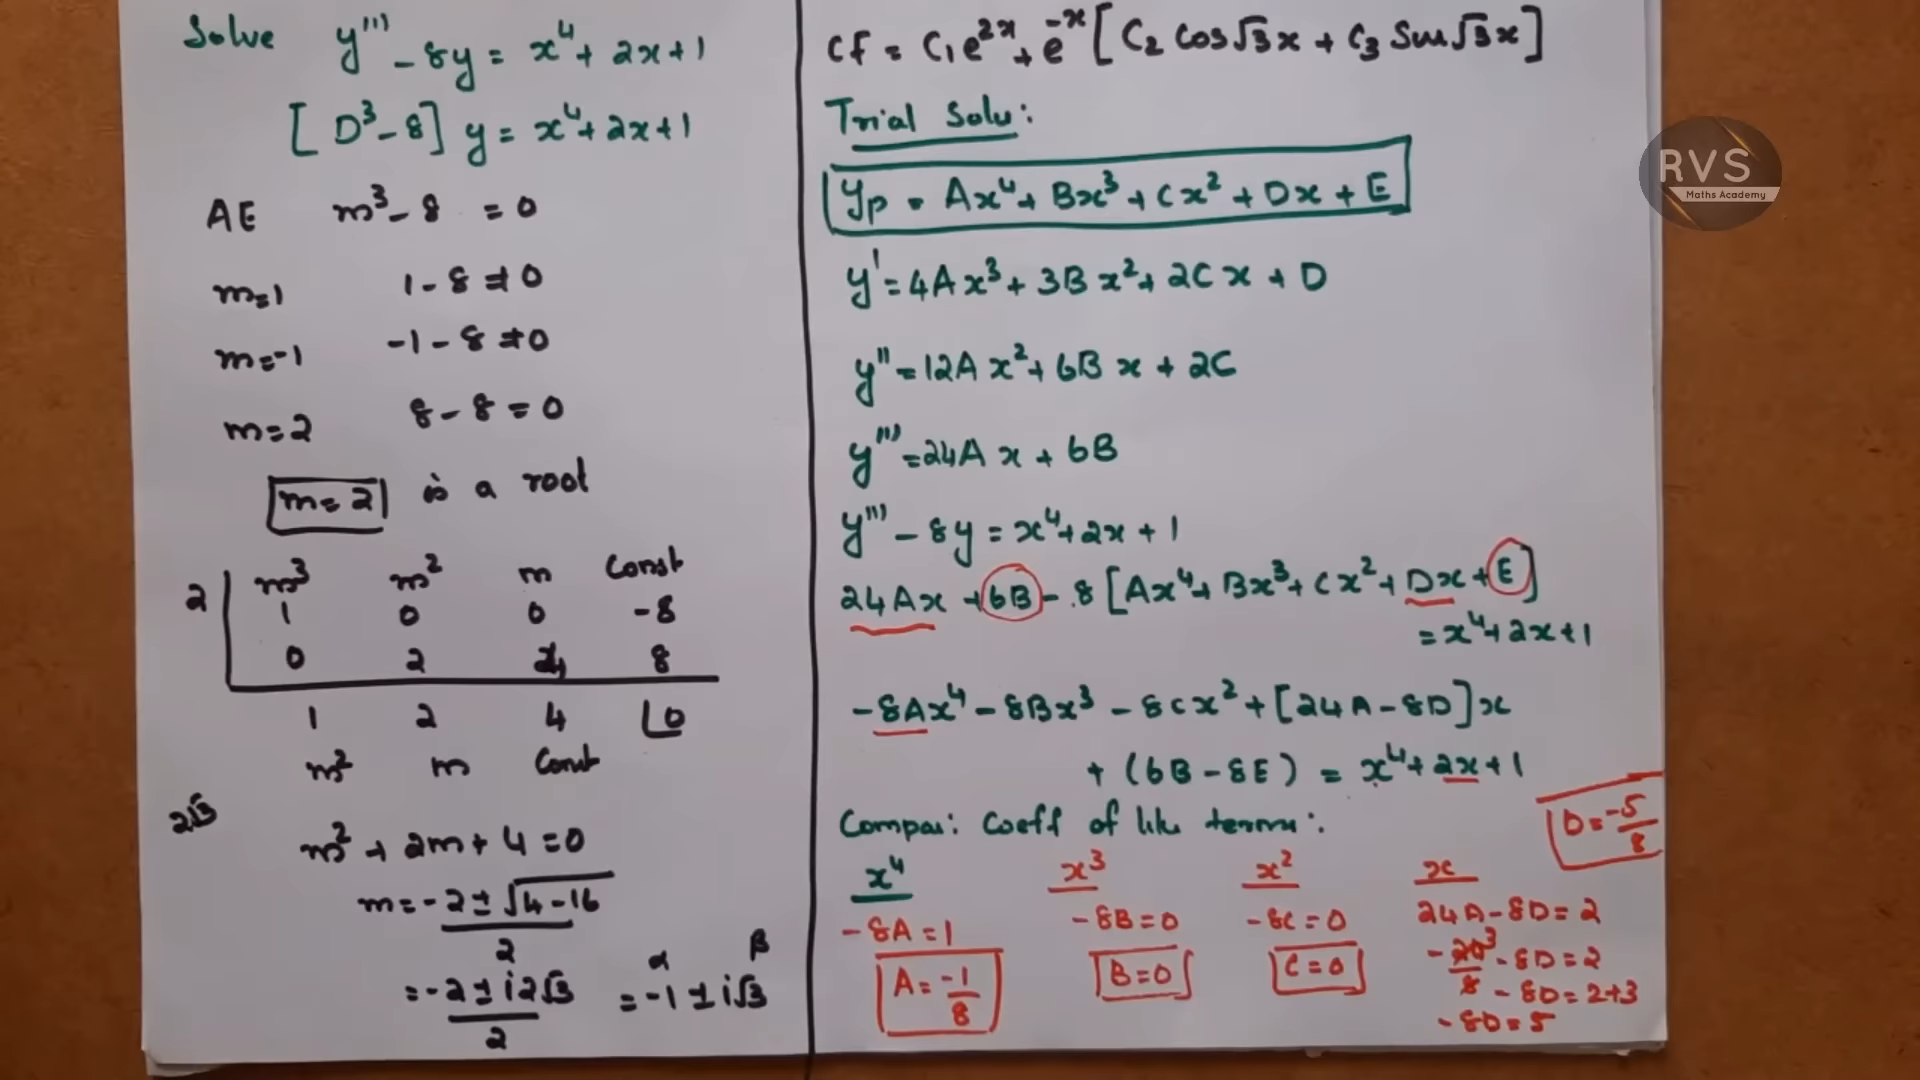 Solve y''' - 8y = x⁴ + 2x + 1
[D³ - 8] y = x⁴ + 2x + 1
AE m³ - 8 = 0
m=1 1 - 8 ≠ 0
m=-1 -1 - 8 ≠ 0
m=2 8 - 8 = 0
m=2 is a root
m³ m² m Const
2 1 0 0 -8
0 2 4 8
1 2 4 0
m² m Const
2√3
m² + 2m + 4 = 0
m = -2 ± √4-16 / 2
= -2 ± i2√3 / 2 = -1 ± i√3
α β
CF = C₁e²ˣ + e⁻ˣ [C₂ Cos√3x + C₃ Sin√3x]
Trial Solu:
Yp = Ax⁴ + Bx³ + Cx² + Dx + E
y' = 4Ax³ + 3Bx² + 2Cx + D
y'' = 12Ax² + 6Bx + 2C
y''' = 24Ax + 6B
y''' - 8y = x⁴ + 2x + 1
24Ax + 6B - 8[Ax⁴ + Bx³ + Cx² + Dx + E]
= x⁴ + 2x + 1
-8Ax⁴ - 8Bx³ - 8Cx² + [24A - 8D]x
+ (6B - 8E) = x⁴ + 2x + 1
Compar: Coeff of like terms:
D = -5/8
x⁴ x³ x² x
-8A = 1 -8B = 0 -8C = 0 24A - 8D = 2
A = -1/8 B = 0 C = 0 -24³/8 - 8D = 2
-8D = 2+3
-8D = 5
RVS
Maths Academy